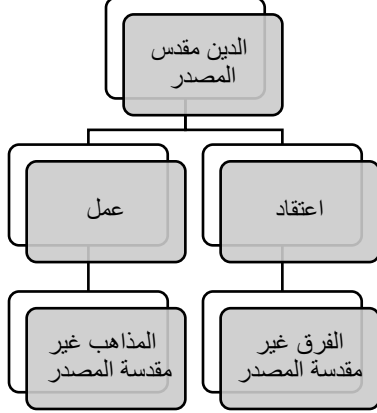 الدين مقدس
المصدر
اعتقاد
عمل
الفرق غير
مقدسة المصدر
المذاهب غير
مقدسة المصدر